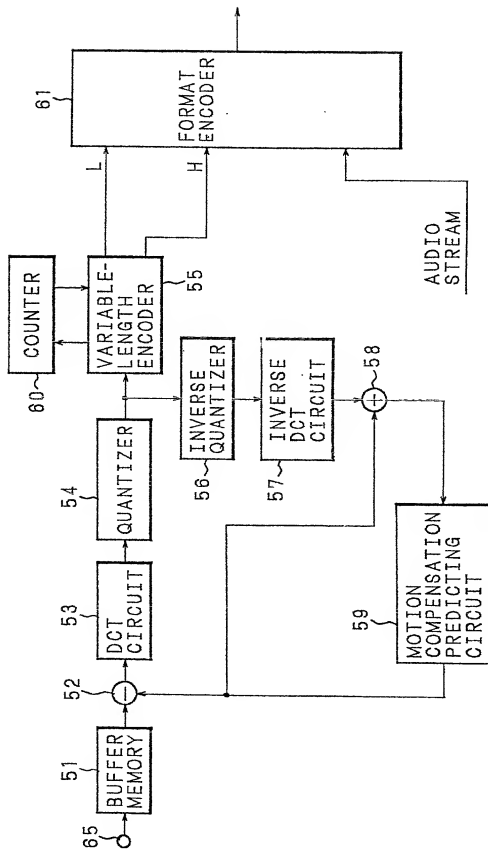 65
51
BUFFER
MEMORY
52
−
53
DCT
CIRCUIT
54
QUANTIZER
60
COUNTER
VARIABLE-
LENGTH
ENCODER
55
L
H
61
FORMAT
ENCODER
AUDIO
STREAM
INVERSE
QUANTIZER
56
INVERSE
DCT
CIRCUIT
57
+
58
59
MOTION
COMPENSATION
PREDICTING
CIRCUIT